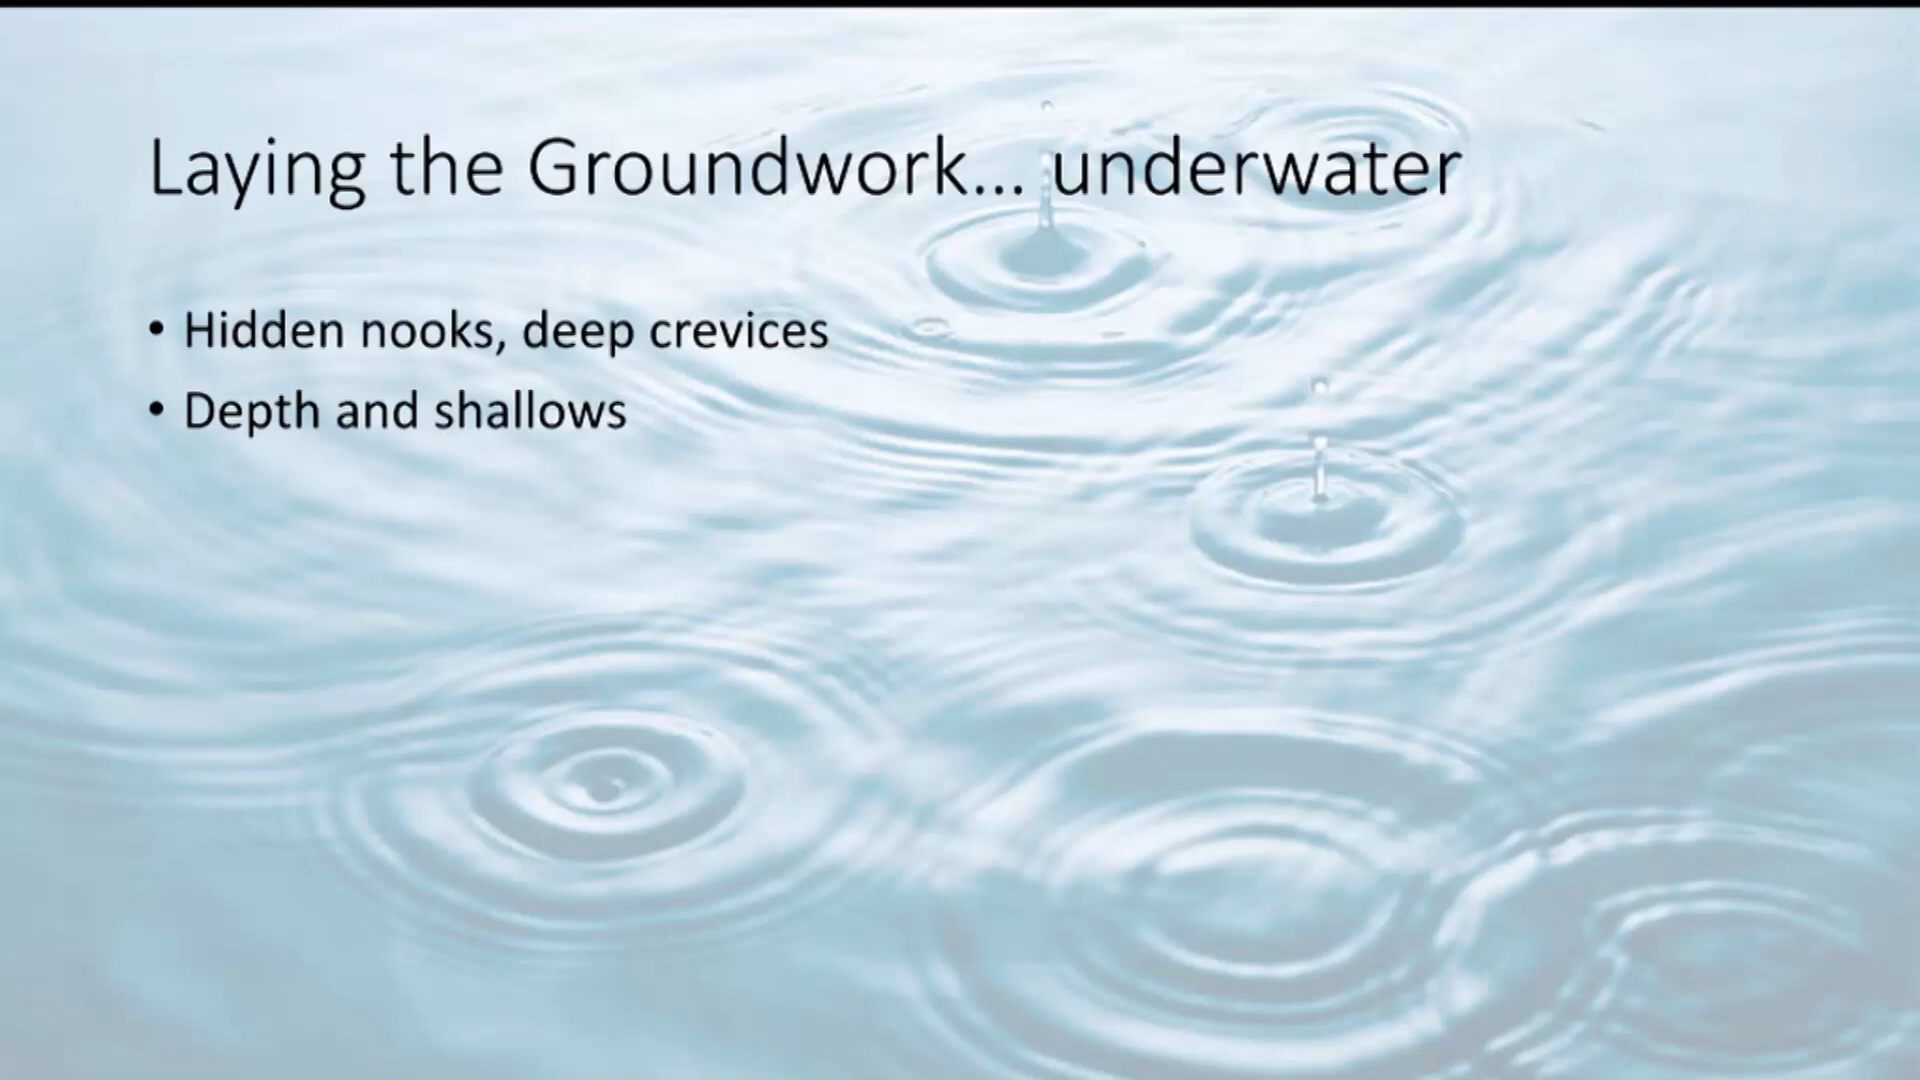 Laying the Groundwork... underwater
• Hidden nooks, deep crevices
• Depth and shallows